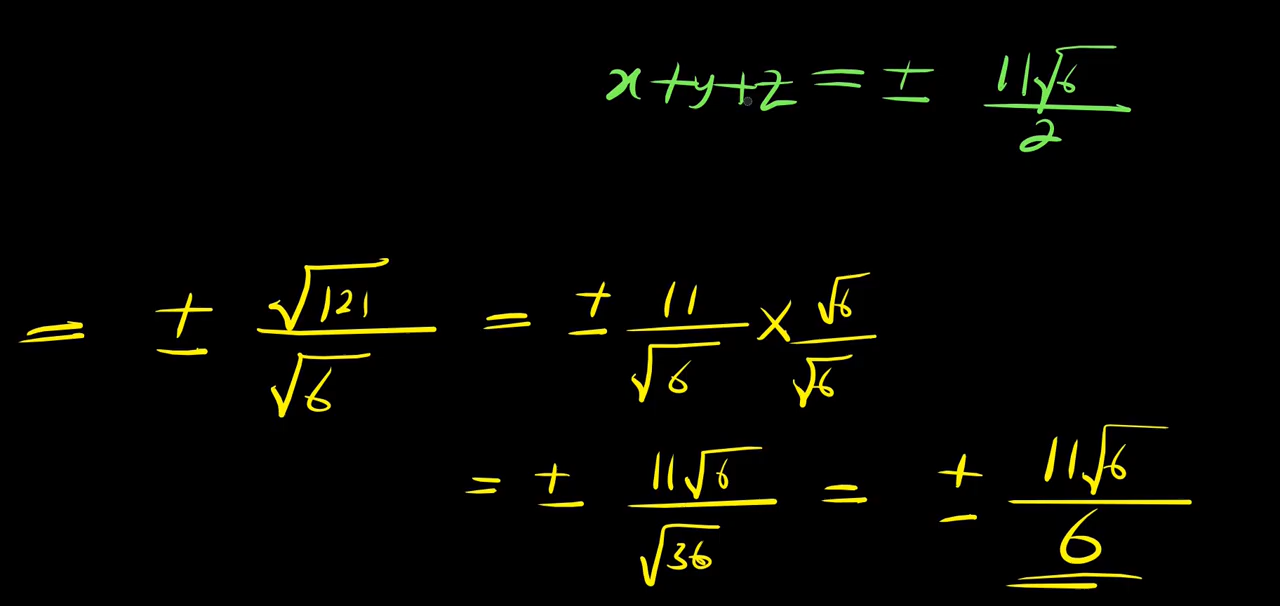 x+y+z = ± 11√6/2
= ± √121/√6 = ± 11/√6 × √6/√6
= ± 11√6/√36 = ± 11√6/6